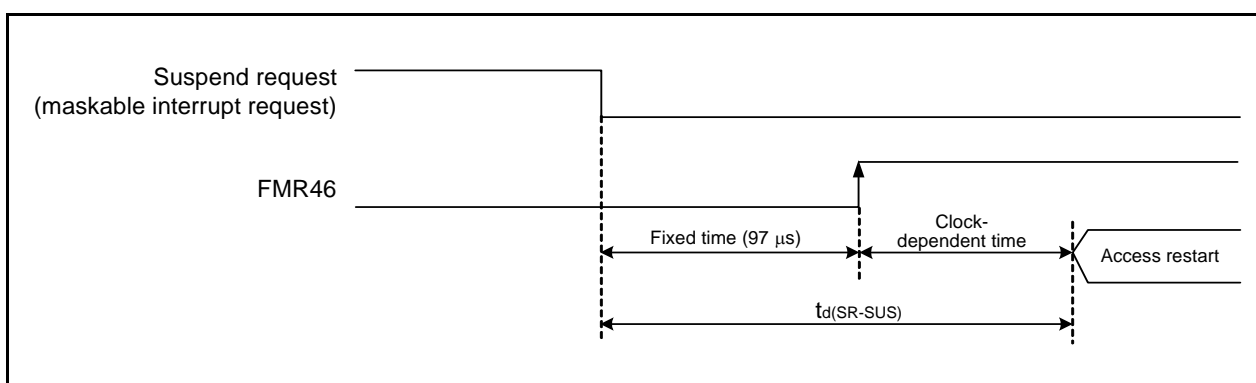 Suspend request
(maskable interrupt request)
FMR46
Fixed time (97 μs)
Clock-
dependent time
Access restart
td(SR-SUS)